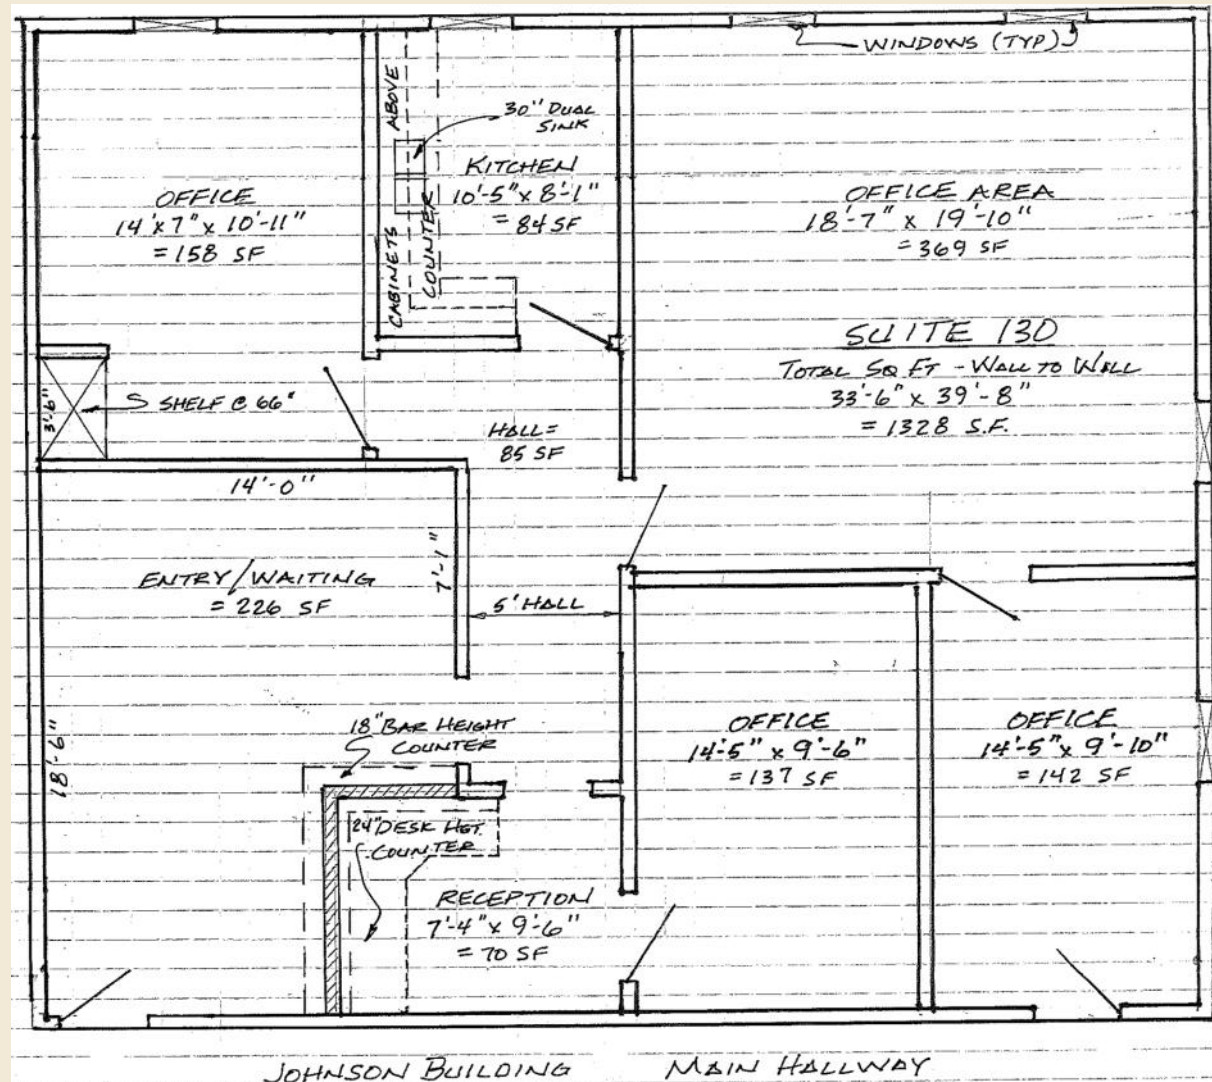 WINDOWS (TYP)
ABOVE
30" DUAL
SINK
KITCHEN
10'-5" x 8'-1"
= 84 SF
CABINETS
COUNTER
OFFICE
14'x7" x 10'-11"
= 158 SF
OFFICE AREA
18'-7" x 19'-10"
= 369 SF
SUITE 130
TOTAL SQ FT - WALL TO WALL
33'-6" x 39'-8"
= 1328 S.F.
3'-6"
SHELF @ 66"
HALL =
85 SF
14'-0"
7'-1"
ENTRY/WAITING
= 226 SF
5' HALL
18'-6"
18" BAR HEIGHT
COUNTER
OFFICE
14'-5" x 9'-6"
= 137 SF
OFFICE
14'-5" x 9'-10"
= 142 SF
24" DESK HGT.
COUNTER
RECEPTION
7'-4" x 9'-6"
= 70 SF
JOHNSON BUILDING MAIN HALLWAY